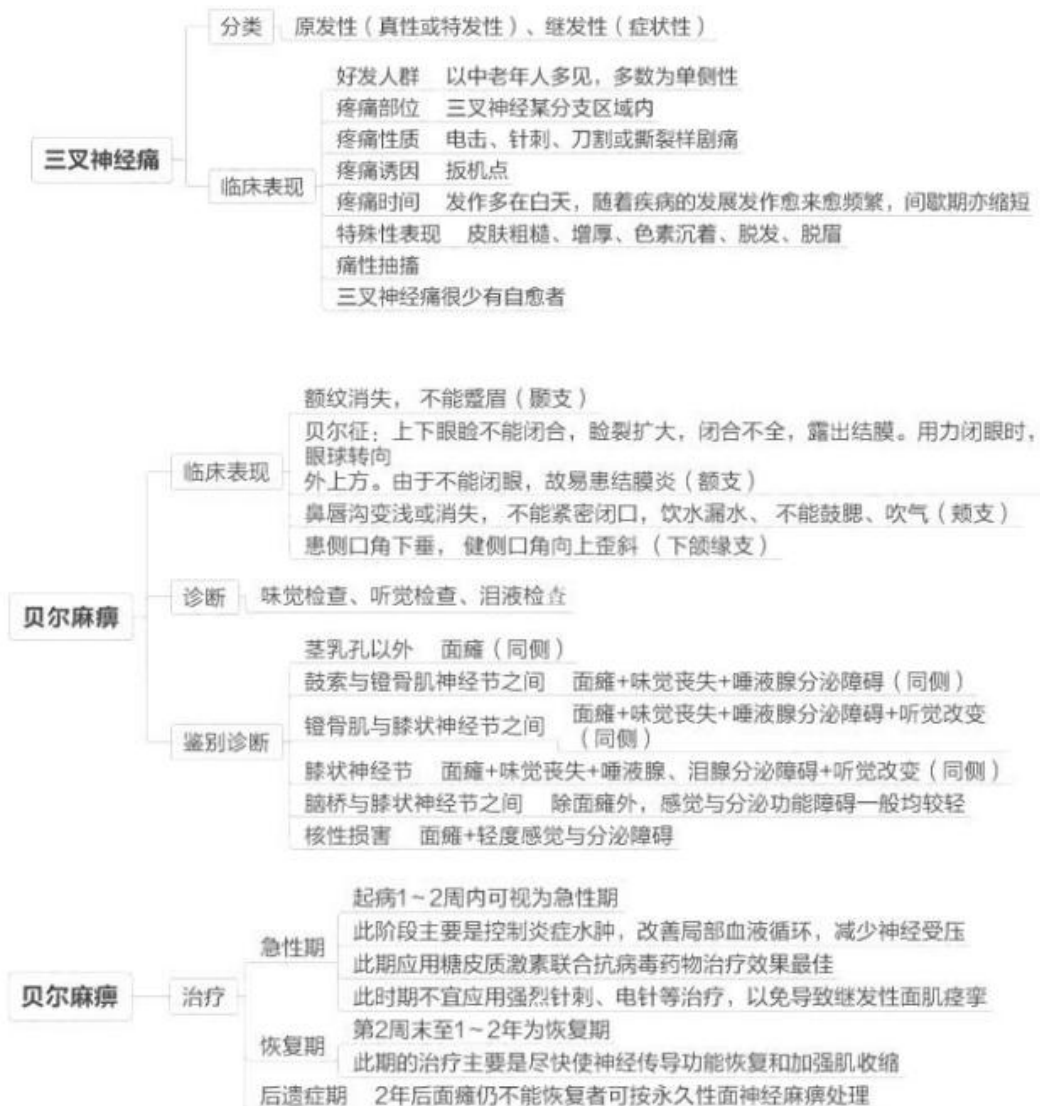 三叉神经痛
分类 原发性（真性或特发性）、继发性（症状性）
临床表现
好发人群 以中老年人多见，多数为单侧性
疼痛部位 三叉神经某分支区域内
疼痛性质 电击、针刺、刀割或撕裂样剧痛
疼痛诱因 扳机点
疼痛时间 发作多在白天，随着疾病的发展发作愈来愈频繁，间歇期亦缩短
特殊性表现 皮肤粗糙、增厚、色素沉着、脱发、脱眉
痛性抽搐
三叉神经痛很少有自愈者
贝尔麻痹
临床表现
额纹消失，不能蹙眉（颞支）
贝尔征：上下眼睑不能闭合，睑裂扩大，闭合不全，露出结膜。用力闭眼时，
眼球转向
外上方。由于不能闭眼，故易患结膜炎（额支）
鼻唇沟变浅或消失，不能紧密闭口，饮水漏水、不能鼓腮、吹气（颊支）
患侧口角下垂，健侧口角向上歪斜（下颌缘支）
诊断 味觉检查、听觉检查、泪液检查
鉴别诊断
茎乳孔以外 面瘫（同侧）
鼓索与镫骨肌神经节之间 面瘫+味觉丧失+唾液腺分泌障碍（同侧）
镫骨肌与膝状神经节之间 面瘫+味觉丧失+唾液腺分泌障碍+听觉改变
（同侧）
膝状神经节 面瘫+味觉丧失+唾液腺、泪腺分泌障碍+听觉改变（同侧）
脑桥与膝状神经节之间 除面瘫外，感觉与分泌功能障碍一般均较轻
核性损害 面瘫+轻度感觉与分泌障碍
贝尔麻痹
治疗
急性期
起病1~2周内可视为急性期
此阶段主要是控制炎症水肿，改善局部血液循环，减少神经受压
此期应用糖皮质激素联合抗病毒药物治疗效果最佳
此时期不宜应用强烈针刺、电针等治疗，以免导致继发性面肌痉挛
恢复期
第2周末至1~2年为恢复期
此期的治疗主要是尽快使神经传导功能恢复和加强肌收缩
后遗症期 2年后面瘫仍不能恢复者可按永久性面神经麻痹处理